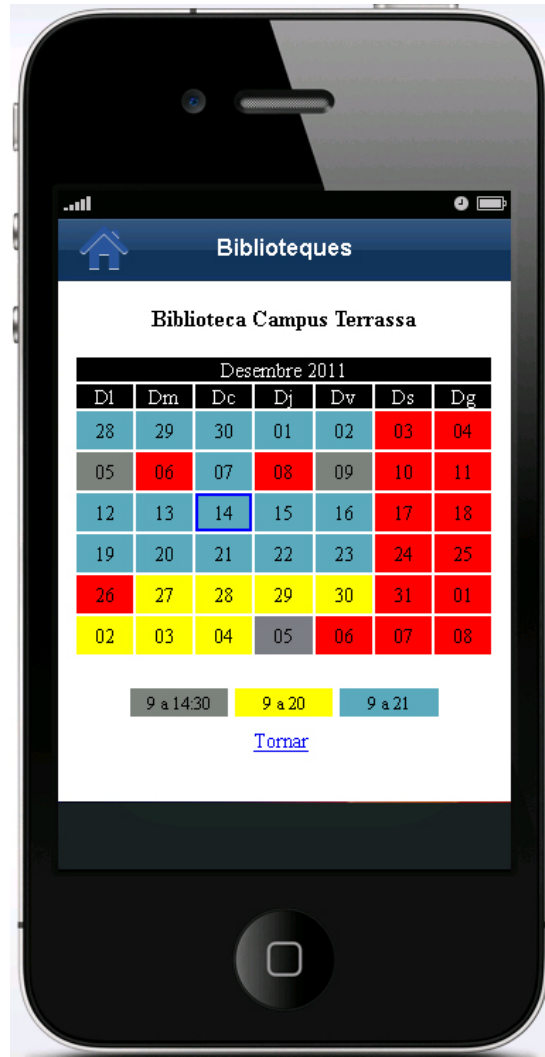 Biblioteques
Biblioteca Campus Terrassa
Desembre 2011
Dl Dm Dc Dj Dv Ds Dg
28 29 30 01 02 03 04
05 06 07 08 09 10 11
12 13 14 15 16 17 18
19 20 21 22 23 24 25
26 27 28 29 30 31 01
02 03 04 05 06 07 08
9 a 14:30 9 a 20 9 a 21
Tornar